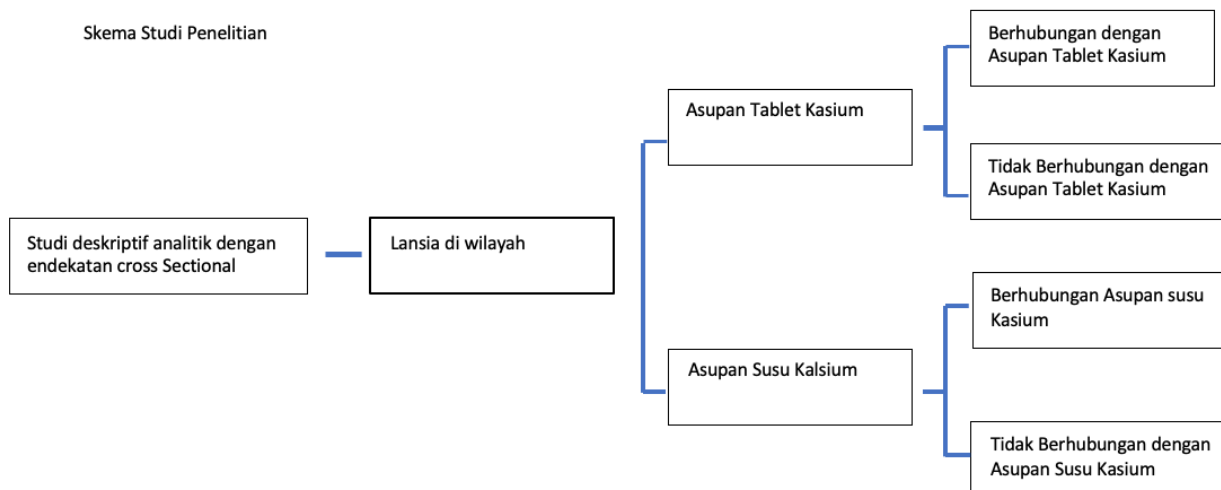 Skema Studi Penelitian
Studi deskriptif analitik dengan
endekatan cross Sectional
Lansia di wilayah
Asupan Tablet Kasium
Berhubungan dengan
Asupan Tablet Kasium
Tidak Berhubungan dengan
Asupan Tablet Kasium
Asupan Susu Kalsium
Berhubungan Asupan susu
Kasium
Tidak Berhubungan dengan
Asupan Susu Kasium